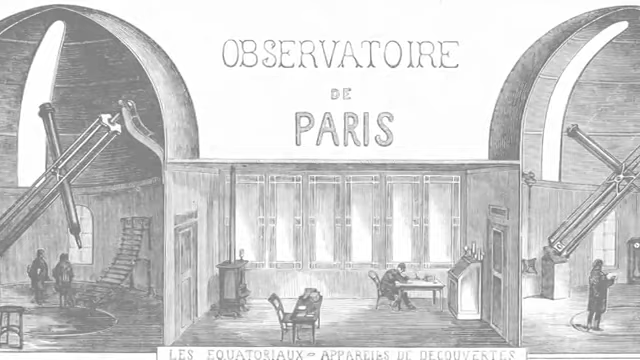 OBSERVATOIRE
DE
PARIS
LES EQUATORIAUX = APPAREILS DE DECOUVERTES